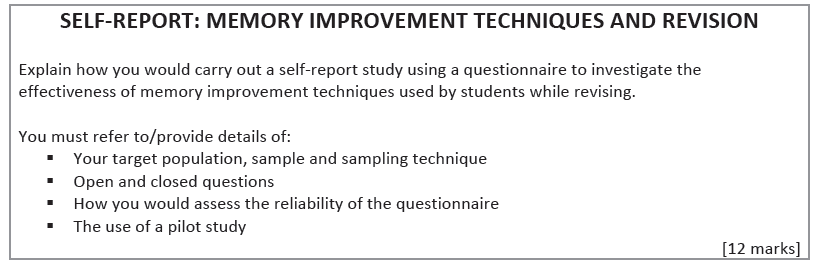 SELF-REPORT: MEMORY IMPROVEMENT TECHNIQUES AND REVISION
Explain how you would carry out a self-report study using a questionnaire to investigate the
effectiveness of memory improvement techniques used by students while revising.
You must refer to/provide details of:
▪ Your target population, sample and sampling technique
▪ Open and closed questions
▪ How you would assess the reliability of the questionnaire
▪ The use of a pilot study
[12 marks]